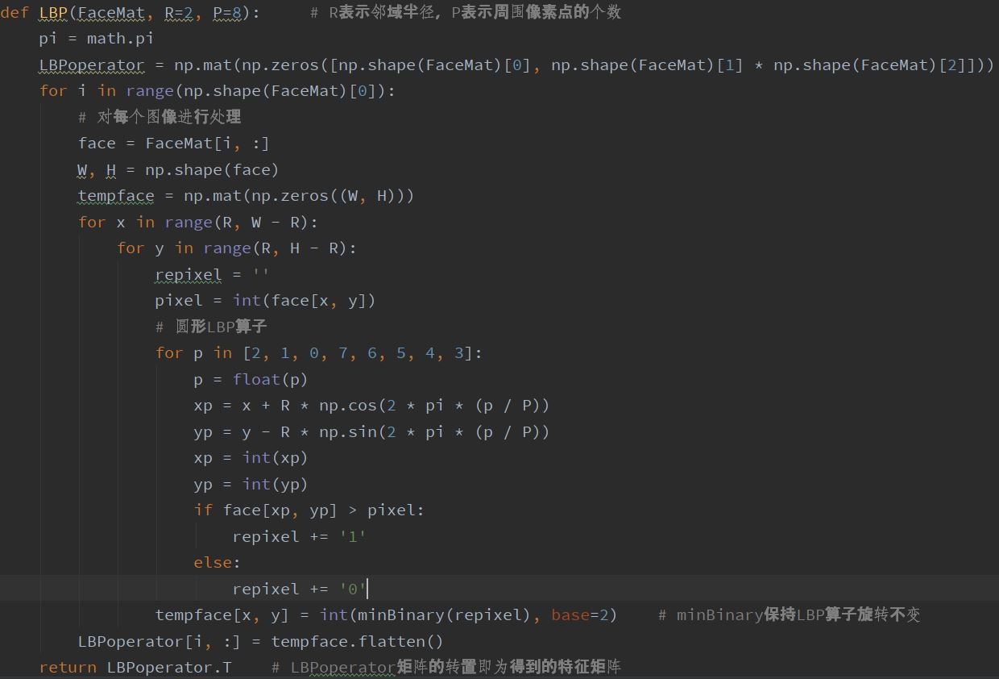 def LBP(FaceMat, R=2, P=8):     # R表示邻域半径，P表示周围像素点的个数
    pi = math.pi
    LBPoperator = np.mat(np.zeros([np.shape(FaceMat)[0], np.shape(FaceMat)[1] * np.shape(FaceMat)[2]]))
    for i in range(np.shape(FaceMat)[0]):
        # 对每个图像进行处理
        face = FaceMat[i, :]
        W, H = np.shape(face)
        tempface = np.mat(np.zeros((W, H)))
        for x in range(R, W - R):
            for y in range(R, H - R):
                repixel = ''
                pixel = int(face[x, y])
                # 圆形LBP算子
                for p in [2, 1, 0, 7, 6, 5, 4, 3]:
                    p = float(p)
                    xp = x + R * np.cos(2 * pi * (p / P))
                    yp = y - R * np.sin(2 * pi * (p / P))
                    xp = int(xp)
                    yp = int(yp)
                    if face[xp, yp] > pixel:
                        repixel += '1'
                    else:
                        repixel += '0'
                tempface[x, y] = int(minBinary(repixel), base=2)    # minBinary保持LBP算子旋转不变
        LBPoperator[i, :] = tempface.flatten()
    return LBPoperator.T    # LBPoperator矩阵的转置即为得到的特征矩阵